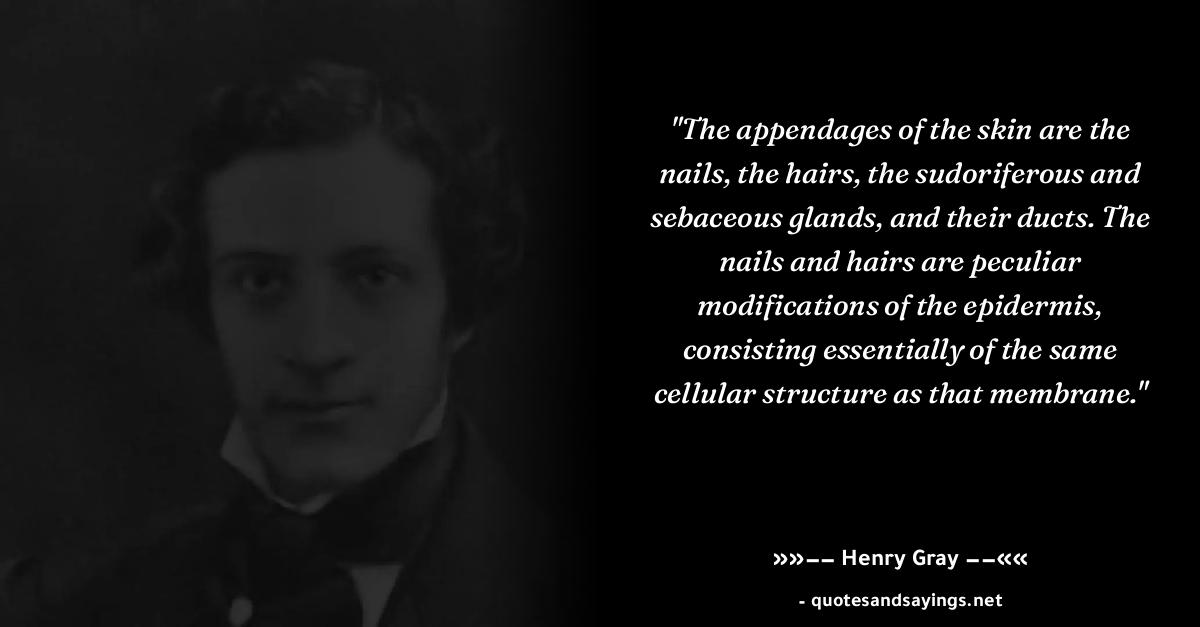 "The appendages of the skin are the
nails, the hairs, the sudoriferous and
sebaceous glands, and their ducts. The
nails and hairs are peculiar
modifications of the epidermis,
consisting essentially of the same
cellular structure as that membrane."
»»−− Henry Gray −−««
- quotesandsayings.net